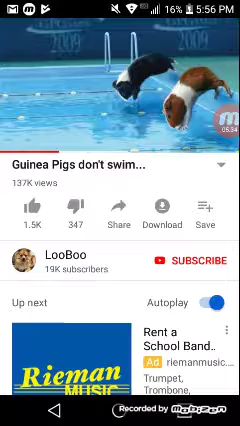 16% 5:56 PM
2009
05:34
Guinea Pigs don't swim...
137K views
1.5K
347
Share
Download
Save
LooBoo
19K subscribers
SUBSCRIBE
Up next
Autoplay
Rieman
MUSIC
Rent a
School Band..
Ad riemanmusic....
Trumpet,
Trombone,
Recorded by mobizen